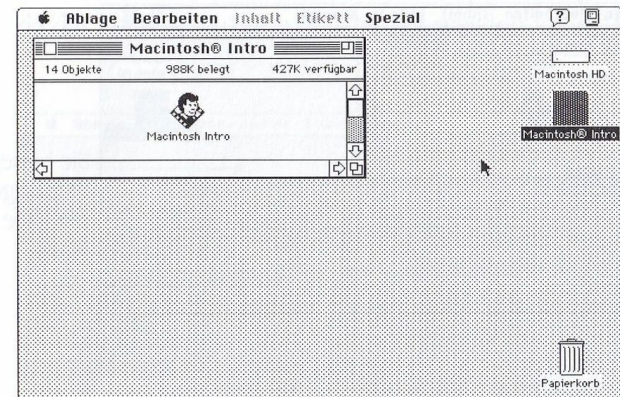 Ablage Bearbeiten Inhalt Etikett Spezial ?
Macintosh® Intro
14 Objekte 988K belegt 427K verfügbar
Macintosh Intro
Macintosh HD
Macintosh® Intro
Papierkorb